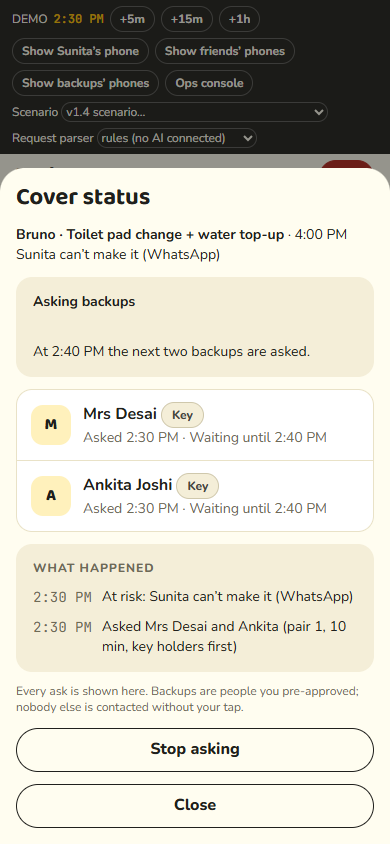 DEMO 2:30 PM +5m +15m +1h
Show Sunita's phone Show friends' phones
Show backups' phones Ops console
Scenario v1.4 scenario...
Request parser rules (no AI connected)
Cover status
Bruno · Toilet pad change + water top-up · 4:00 PM
Sunita can't make it (WhatsApp)
Asking backups
At 2:40 PM the next two backups are asked.
M
Mrs Desai Key
Asked 2:30 PM · Waiting until 2:40 PM
A
Ankita Joshi Key
Asked 2:30 PM · Waiting until 2:40 PM
WHAT HAPPENED
2:30 PM At risk: Sunita can't make it (WhatsApp)
2:30 PM Asked Mrs Desai and Ankita (pair 1, 10
min, key holders first)
Every ask is shown here. Backups are people you pre-approved;
nobody else is contacted without your tap.
Stop asking
Close